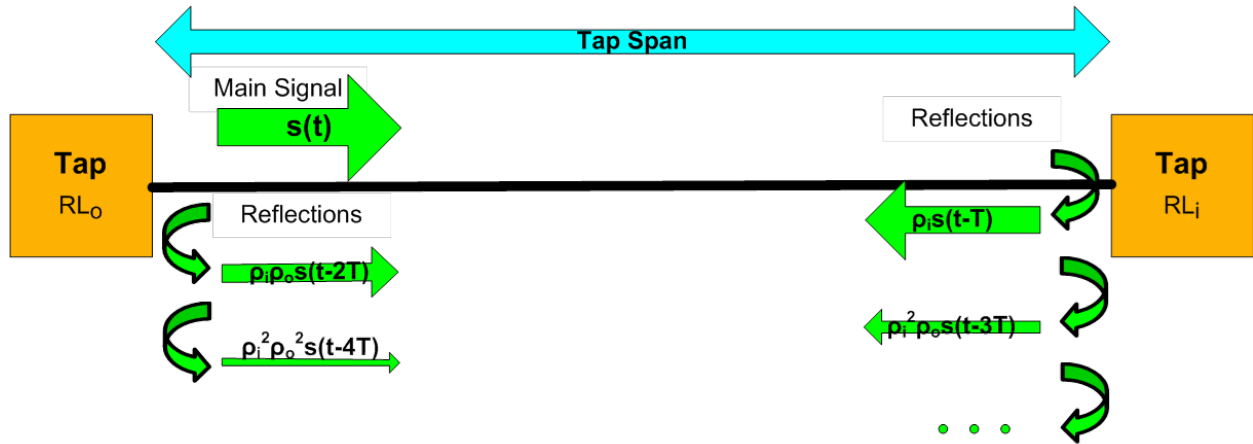 Tap Span
Main Signal
s(t)
Reflections
Tap
RLₒ
Tap
RLᵢ
Reflections
ρᵢs(t-T)
ρᵢρₒs(t-2T)
ρᵢ²ρₒs(t-3T)
ρᵢ²ρₒ²s(t-4T)